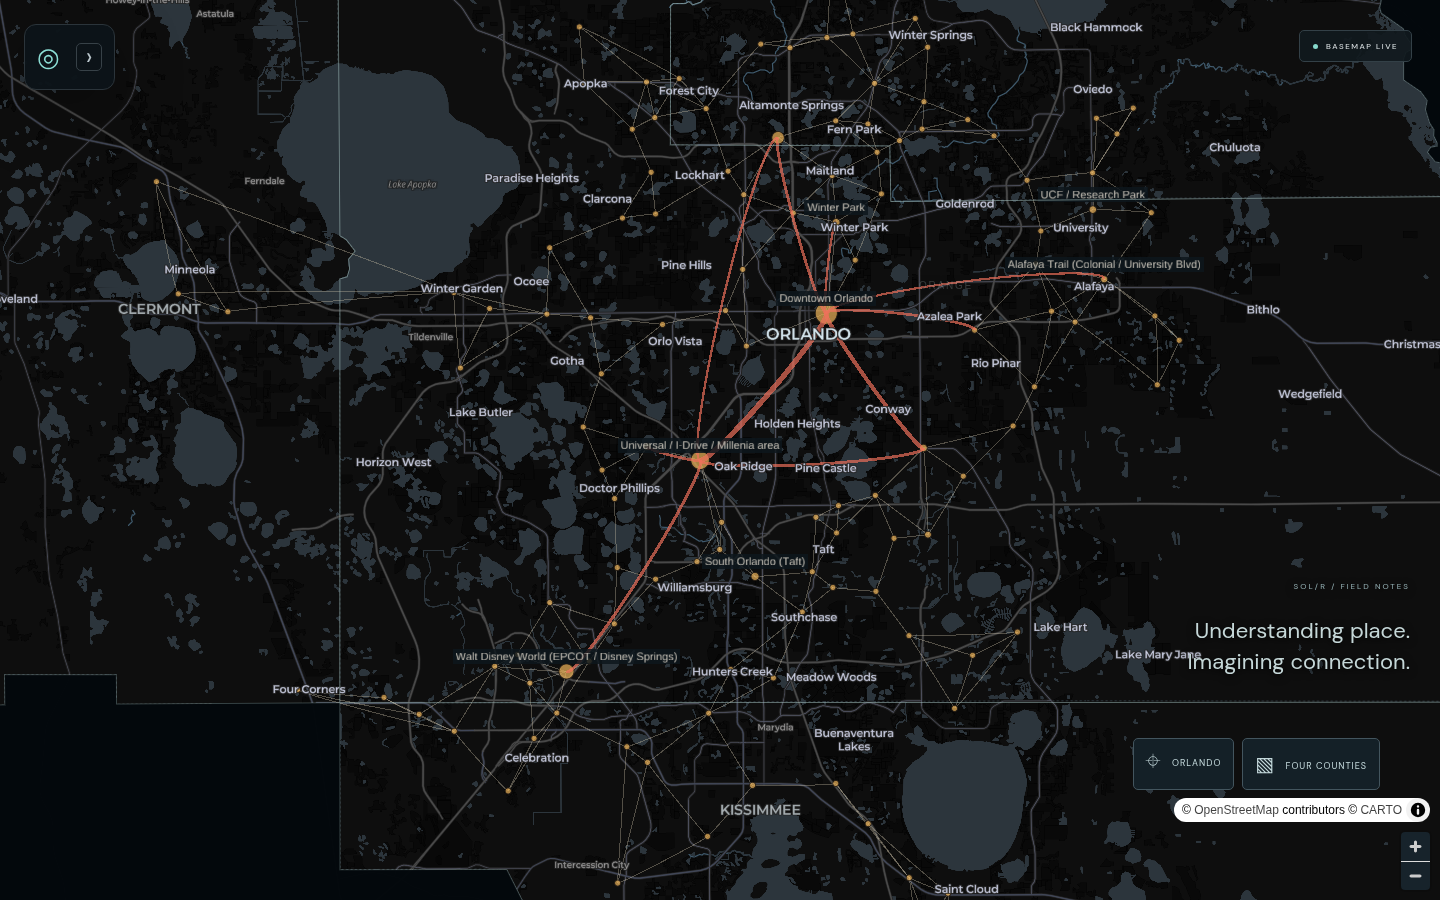 Howey-in-the-Hills
Astatula
Winter Springs
Black Hammock
BASEMAP LIVE
Apopka
Forest City
Oviedo
Altamonte Springs
Fern Park
Chuluota
Lake Apopka
Ferndale
Paradise Heights
Lockhart
Maitland
Clarcona
UCF / Research Park
Goldenrod
Winter Park
Winter Park
University
Pine Hills
Alafaya Trail (Colonial / University Blvd)
Minneola
Ocoee
Winter Garden
Alafaya
Downtown Orlando
veland
CLERMONT
Azalea Park
Bithlo
ORLANDO
Tildenville
Orlo Vista
Christmas
Gotha
Rio Pinar
Wedgefield
Lake Butler
Conway
Holden Heights
Universal / I-Drive / Millenia area
Horizon West
Oak Ridge
Pine Castle
Doctor Phillips
Taft
South Orlando (Taft)
Williamsburg
SOL/R / FIELD NOTES
Southchase
Lake Hart
Understanding place.
Lake Mary Jane
Imagining connection.
Walt Disney World (EPCOT / Disney Springs)
Hunters Creek
Meadow Woods
Four Corners
Marydia
Buenaventura
Lakes
Celebration
ORLANDO
FOUR COUNTIES
KISSIMMEE
© OpenStreetMap contributors © CARTO
Intercession City
Saint Cloud